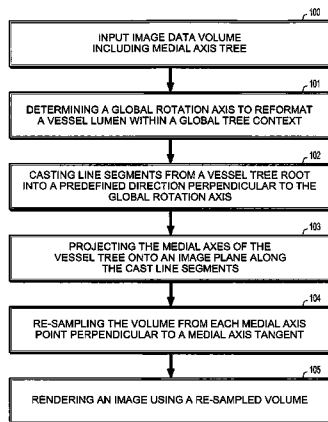 100
INPUT IMAGE DATA VOLUME
INCLUDING MEDIAL AXIS TREE
101
DETERMINING A GLOBAL ROTATION AXIS TO REFORMAT
A VESSEL LUMEN WITHIN A GLOBAL TREE CONTEXT
102
CASTING LINE SEGMENTS FROM A VESSEL TREE ROOT
INTO A PREDEFINED DIRECTION PERPENDICULAR TO THE
GLOBAL ROTATION AXIS
103
PROJECTING THE MEDIAL AXES OF THE
VESSEL TREE ONTO AN IMAGE PLANE ALONG
THE CAST LINE SEGMENTS
104
RE-SAMPLING THE VOLUME FROM EACH MEDIAL AXIS
POINT PERPENDICULAR TO A MEDIAL AXIS TANGENT
105
RENDERING AN IMAGE USING A RE-SAMPLED VOLUME